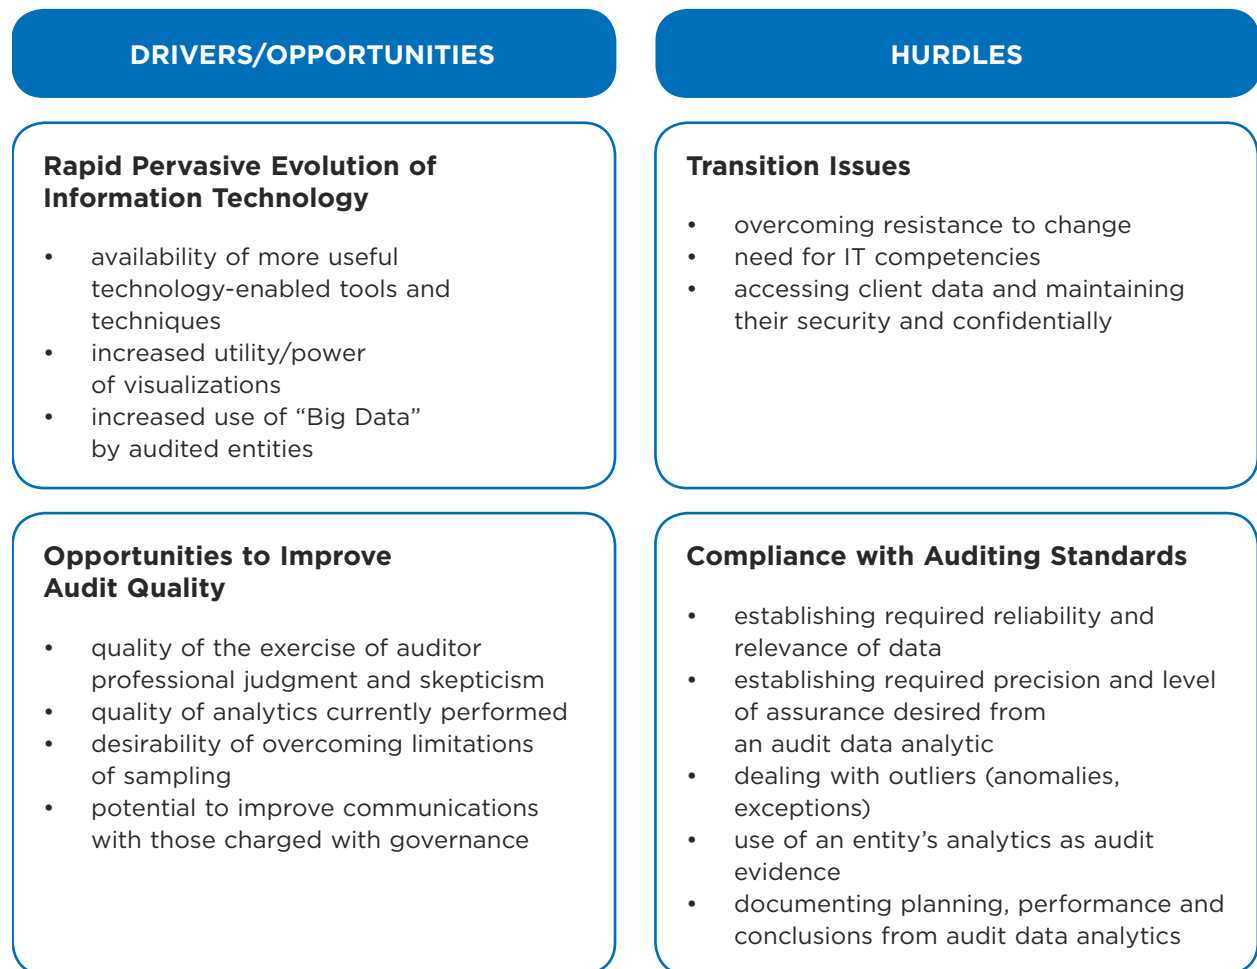 DRIVERS/OPPORTUNITIES
Rapid Pervasive Evolution of
Information Technology
• availability of more useful
technology-enabled tools and
techniques
• increased utility/power
of visualizations
• increased use of “Big Data”
by audited entities
Opportunities to Improve
Audit Quality
• quality of the exercise of auditor
professional judgment and skepticism
• quality of analytics currently performed
• desirability of overcoming limitations
of sampling
• potential to improve communications
with those charged with governance
HURDLES
Transition Issues
• overcoming resistance to change
• need for IT competencies
• accessing client data and maintaining
their security and confidentially
Compliance with Auditing Standards
• establishing required reliability and
relevance of data
• establishing required precision and level
of assurance desired from
an audit data analytic
• dealing with outliers (anomalies,
exceptions)
• use of an entity’s analytics as audit
evidence
• documenting planning, performance and
conclusions from audit data analytics